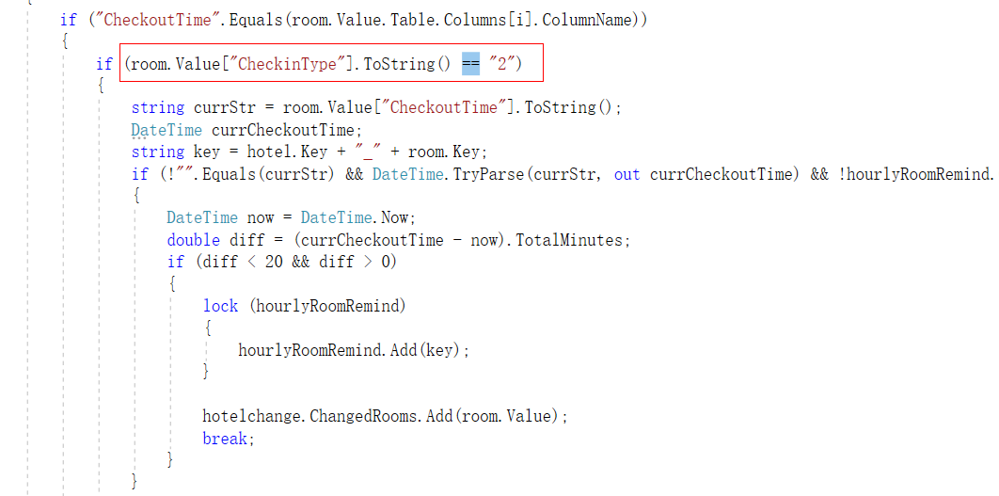 if ("CheckoutTime".Equals(room.Value.Table.Columns[i].ColumnName))
{
if (room.Value["CheckinType"].ToString() == "2")
{
string currStr = room.Value["CheckoutTime"].ToString();
DateTime currCheckoutTime;
string key = hotel.Key + "_" + room.Key;
if (!"".Equals(currStr) && DateTime.TryParse(currStr, out currCheckoutTime) && !hourlyRoomRemind.
{
DateTime now = DateTime.Now;
double diff = (currCheckoutTime - now).TotalMinutes;
if (diff < 20 && diff > 0)
{
lock (hourlyRoomRemind)
{
hourlyRoomRemind.Add(key);
}
hotelchange.ChangedRooms.Add(room.Value);
break;
}
}